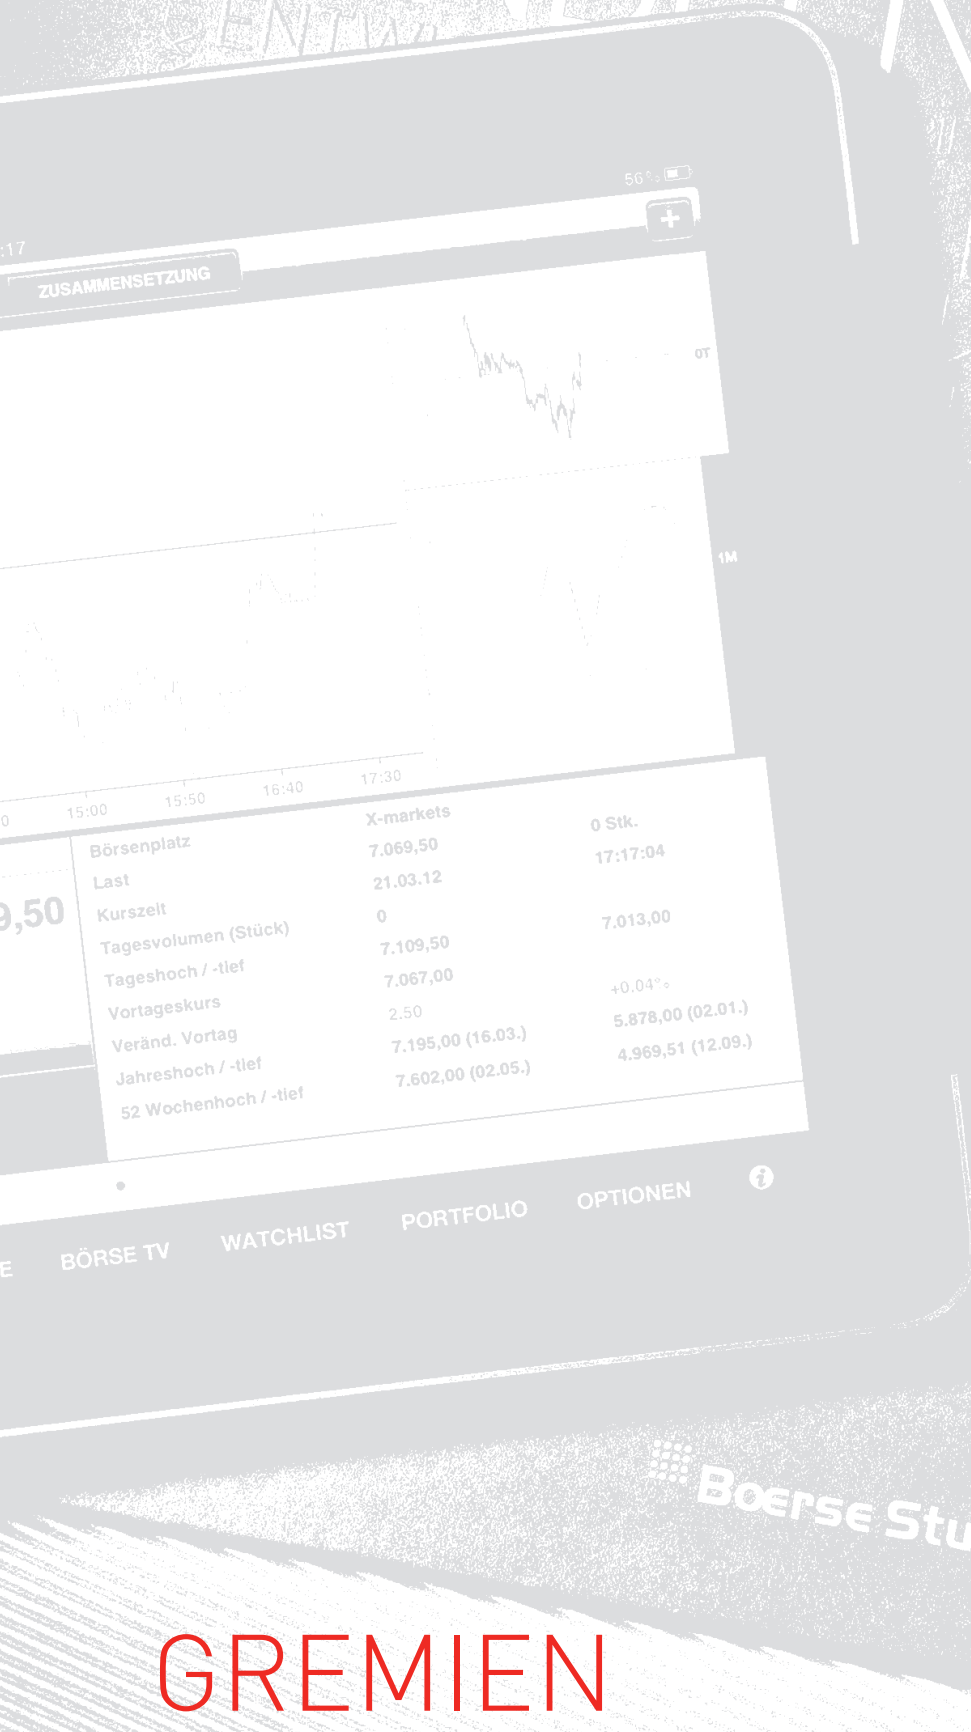 56%
:17
ZUSAMMENSETZUNG
0T
1M
15:00 15:50 16:40 17:30
Börsenplatz X-markets 0 Stk.
Last 7.069,50 17:17:04
Kurszeit 21.03.12
Tagesvolumen (Stück) 0 7.013,00
Tageshoch / -tief 7.109,50
Vortageskurs 7.067,00 +0.04%
Veränd. Vortag 2.50 5.878,00 (02.01.)
Jahreshoch / -tief 7.195,00 (16.03.) 4.969,51 (12.09.)
52 Wochenhoch / -tief 7.602,00 (02.05.)
9,50
E BÖRSE TV WATCHLIST PORTFOLIO OPTIONEN i
Boerse Stu
GREMIEN